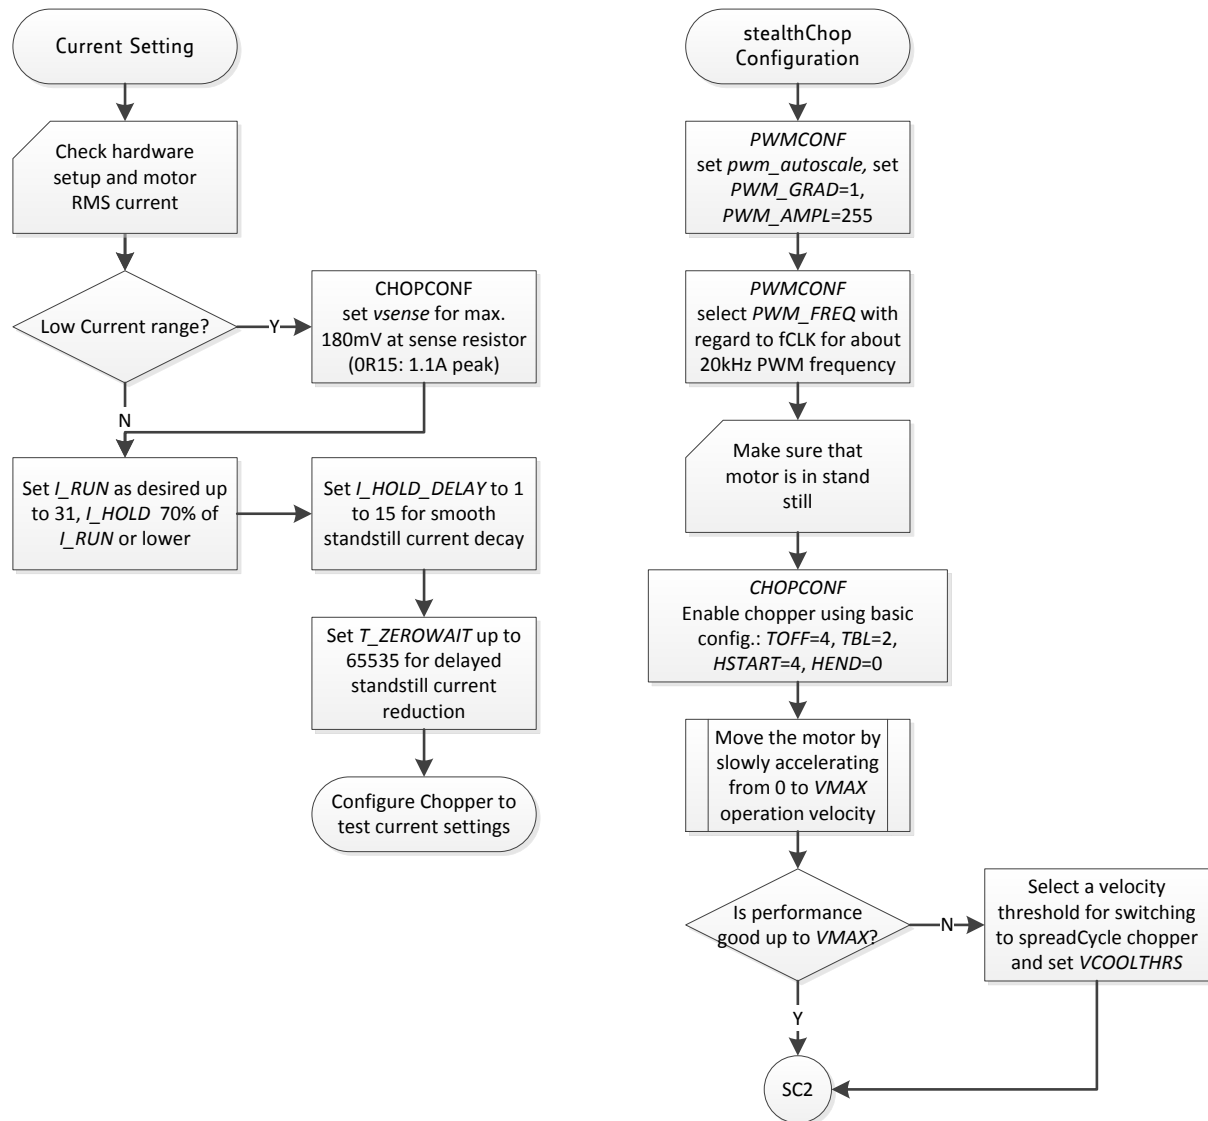 Current Setting
Check hardware
setup and motor
RMS current
Low Current range?
Y
CHOPCONF
set vsense for max.
180mV at sense resistor
(0R15: 1.1A peak)
N
Set I_RUN as desired up
to 31, I_HOLD 70% of
I_RUN or lower
Set I_HOLD_DELAY to 1
to 15 for smooth
standstill current decay
Set T_ZEROWAIT up to
65535 for delayed
standstill current
reduction
Configure Chopper to
test current settings
stealthChop
Configuration
PWMCONF
set pwm_autoscale, set
PWM_GRAD=1,
PWM_AMPL=255
PWMCONF
select PWM_FREQ with
regard to fCLK for about
20kHz PWM frequency
Make sure that
motor is in stand
still
CHOPCONF
Enable chopper using basic
config.: TOFF=4, TBL=2,
HSTART=4, HEND=0
Move the motor by
slowly accelerating
from 0 to VMAX
operation velocity
Is performance
good up to VMAX?
N
Select a velocity
threshold for switching
to spreadCycle chopper
and set VCOOLTHRS
Y
SC2